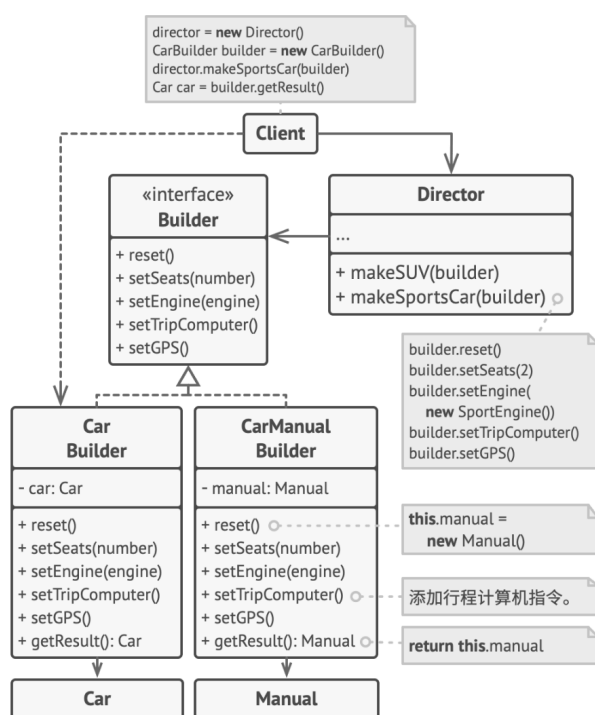 director = new Director()
CarBuilder builder = new CarBuilder()
director.makeSportsCar(builder)
Car car = builder.getResult()
Client
«interface»
Builder
+ reset()
+ setSeats(number)
+ setEngine(engine)
+ setTripComputer()
+ setGPS()
Director
...
+ makeSUV(builder)
+ makeSportsCar(builder)
builder.reset()
builder.setSeats(2)
builder.setEngine(
new SportEngine())
builder.setTripComputer()
builder.setGPS()
Car
Builder
- car: Car
+ reset()
+ setSeats(number)
+ setEngine(engine)
+ setTripComputer()
+ setGPS()
+ getResult(): Car
CarManual
Builder
- manual: Manual
+ reset()
+ setSeats(number)
+ setEngine(engine)
+ setTripComputer()
+ setGPS()
+ getResult(): Manual
this.manual =
new Manual()
添加行程计算机指令。
return this.manual
Car
Manual